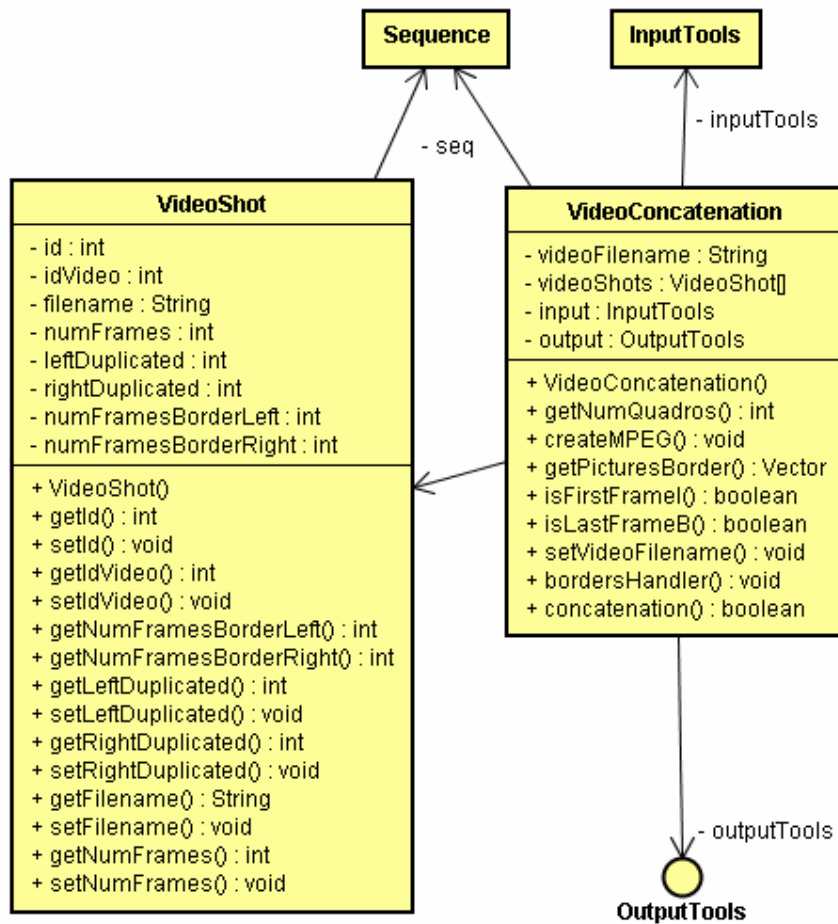 Sequence
InputTools
- inputTools
- seq
VideoShot
- id : int
- idVideo : int
- filename : String
- numFrames : int
- leftDuplicated : int
- rightDuplicated : int
- numFramesBorderLeft : int
- numFramesBorderRight : int
+ VideoShot()
+ getId() : int
+ setId() : void
+ getIdVideo() : int
+ setIdVideo() : void
+ getNumFramesBorderLeft() : int
+ getNumFramesBorderRight() : int
+ getLeftDuplicated() : int
+ setLeftDuplicated() : void
+ getRightDuplicated() : int
+ setRightDuplicated() : void
+ getFilename() : String
+ setFilename() : void
+ getNumFrames() : int
+ setNumFrames() : void
VideoConcatenation
- videoFilename : String
- videoShots : VideoShot[]
- input : InputTools
- output : OutputTools
+ VideoConcatenation()
+ getNumQuadros() : int
+ createMPEG() : void
+ getPicturesBorder() : Vector
+ isFirstFrameI() : boolean
+ isLastFrameB() : boolean
+ setVideoFilename() : void
+ bordersHandler() : void
+ concatenation() : boolean
- outputTools
OutputTools